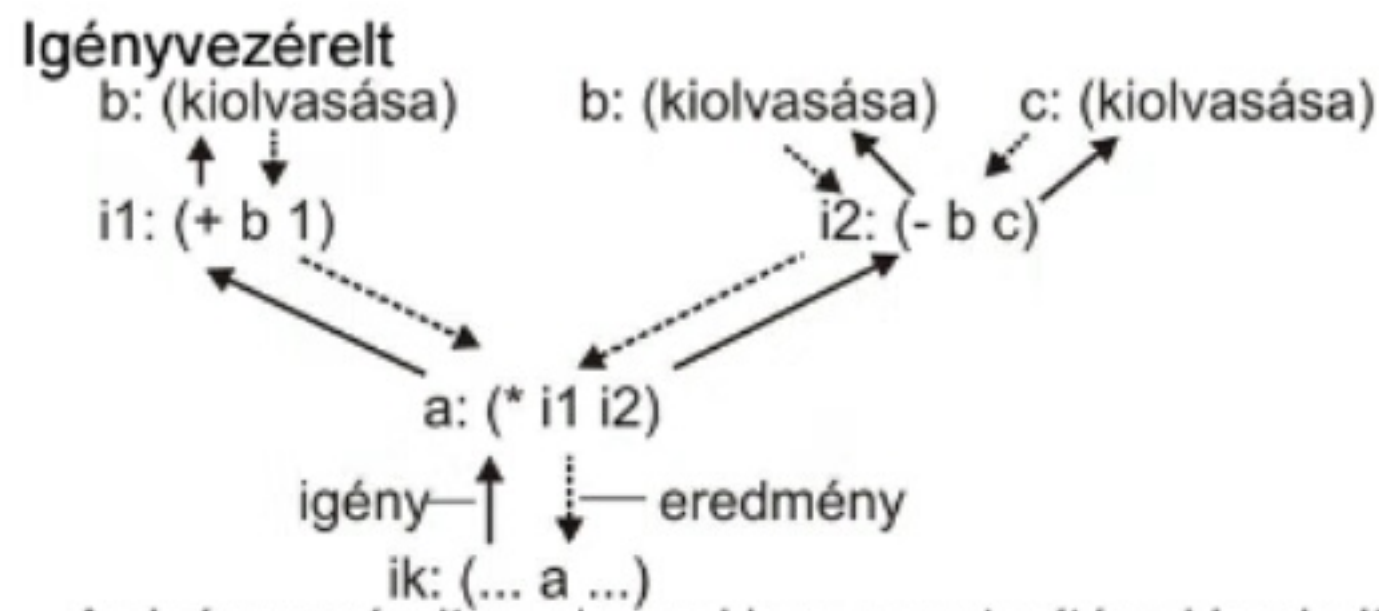 Igényvezérelt
b: (kiolvasása) b: (kiolvasása) c: (kiolvasása)
i1: (+ b 1) i2: (- b c)
a: (* i1 i2)
igény eredmény
ik: (... a ...)